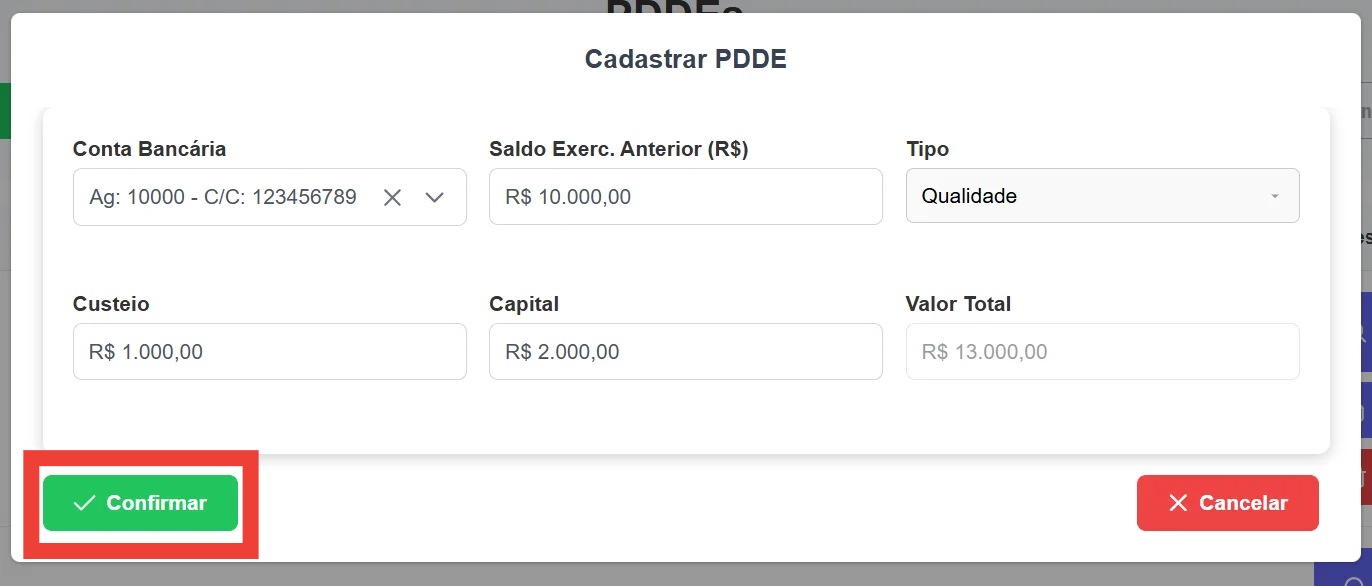 PDDEs
Cadastrar PDDE
Conta Bancária
Saldo Exerc. Anterior (R$)
Tipo
Ag: 10000 - C/C: 123456789
R$ 10.000,00
Qualidade
Custeio
Capital
Valor Total
R$ 1.000,00
R$ 2.000,00
R$ 13.000,00
Confirmar
Cancelar